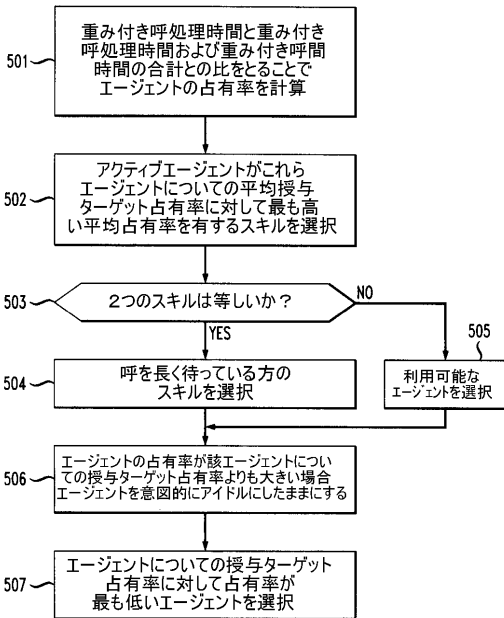 501
重み付き呼処理時間と重み付き
呼処理時間および重み付き呼間
時間の合計との比をとることで
エージェントの占有率を計算
502
アクティブエージェントがこれら
エージェントについての平均授与
ターゲット占有率に対して最も高
い平均占有率を有するスキルを選択
503
2つのスキルは等しいか?
NO
YES
505
504
呼を長く待っている方の
スキルを選択
利用可能な
エージェントを選択
506
エージェントの占有率が該エージェントについ
ての授与ターゲット占有率よりも大きい場合
エージェントを意図的にアイドルにしたままにする
507
エージェントについての授与ターゲット
占有率に対して占有率が
最も低いエージェントを選択